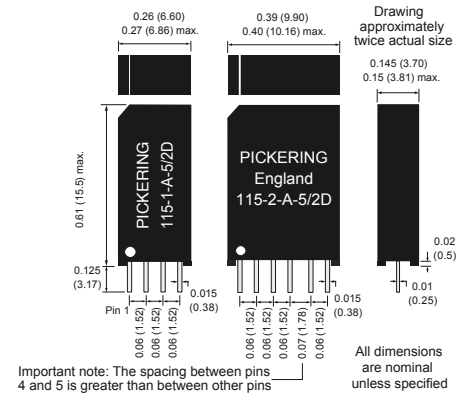 0.26 (6.60)
0.27 (6.86) max.
0.39 (9.90)
0.40 (10.16) max.
Drawing
approximately
twice actual size
0.145 (3.70)
0.15 (3.81) max.
0.61 (15.5) max.
PICKERING
115-1-A-5/2D
PICKERING
England
115-2-A-5/2D
0.02
(0.5)
0.125
(3.17)
Pin 1
0.015
(0.38)
0.015
(0.38)
0.01
(0.25)
0.06 (1.52)
0.06 (1.52)
0.06 (1.52)
0.06 (1.52)
0.06 (1.52)
0.06 (1.52)
0.07 (1.78)
0.06 (1.52)
All dimensions
are nominal
unless specified
Important note: The spacing between pins
4 and 5 is greater than between other pins